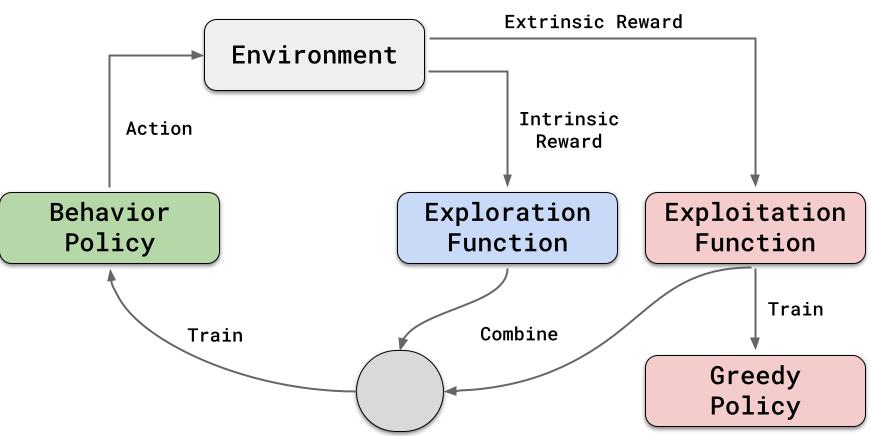 Extrinsic Reward
Environment
Intrinsic
Reward
Action
Behavior
Policy
Exploration
Function
Exploitation
Function
Train
Combine
Train
Greedy
Policy